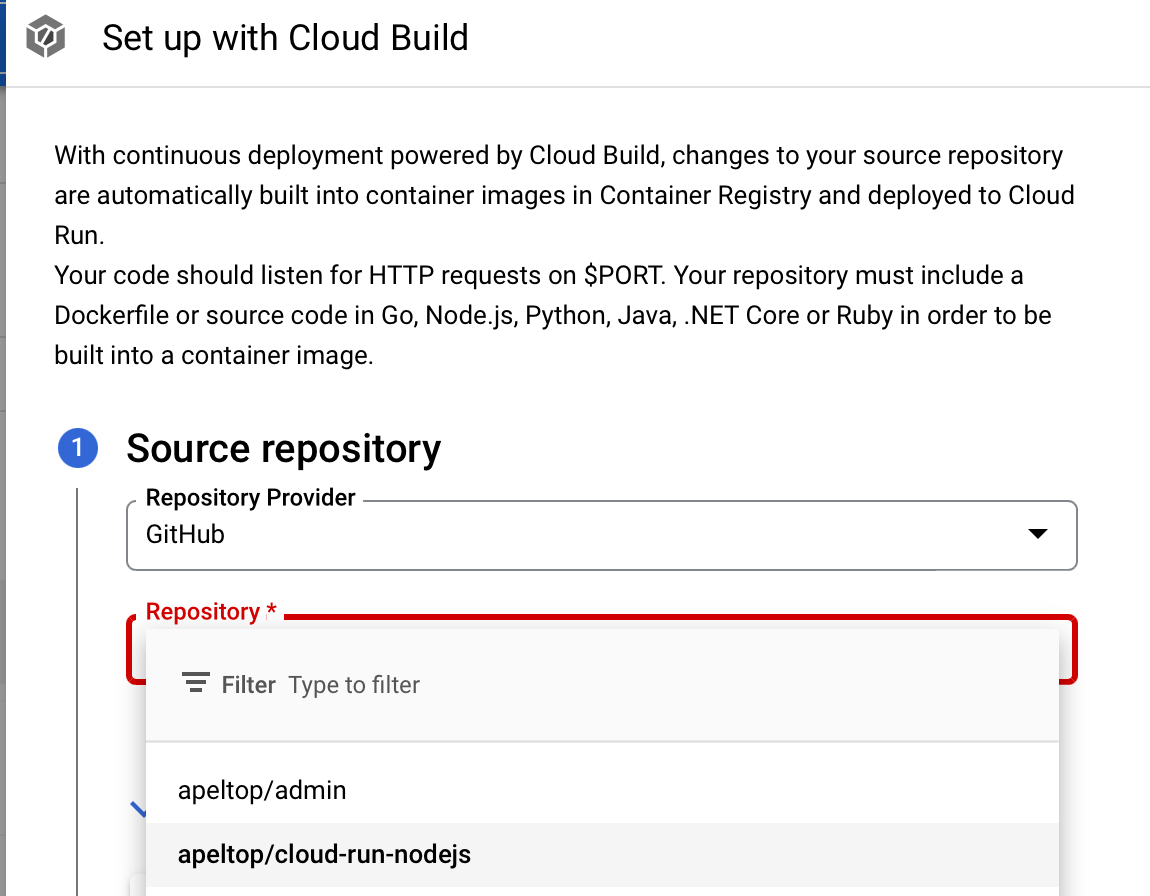 Set up with Cloud Build
With continuous deployment powered by Cloud Build, changes to your source repository
are automatically built into container images in Container Registry and deployed to Cloud
Run.
Your code should listen for HTTP requests on $PORT. Your repository must include a
Dockerfile or source code in Go, Node.js, Python, Java, .NET Core or Ruby in order to be
built into a container image.
1 Source repository
Repository Provider
GitHub
Repository *
Filter Type to filter
apeltop/admin
apeltop/cloud-run-nodejs